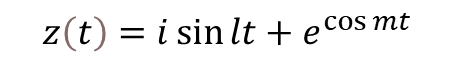 z(t) = i sin lt + e^{cos mt}